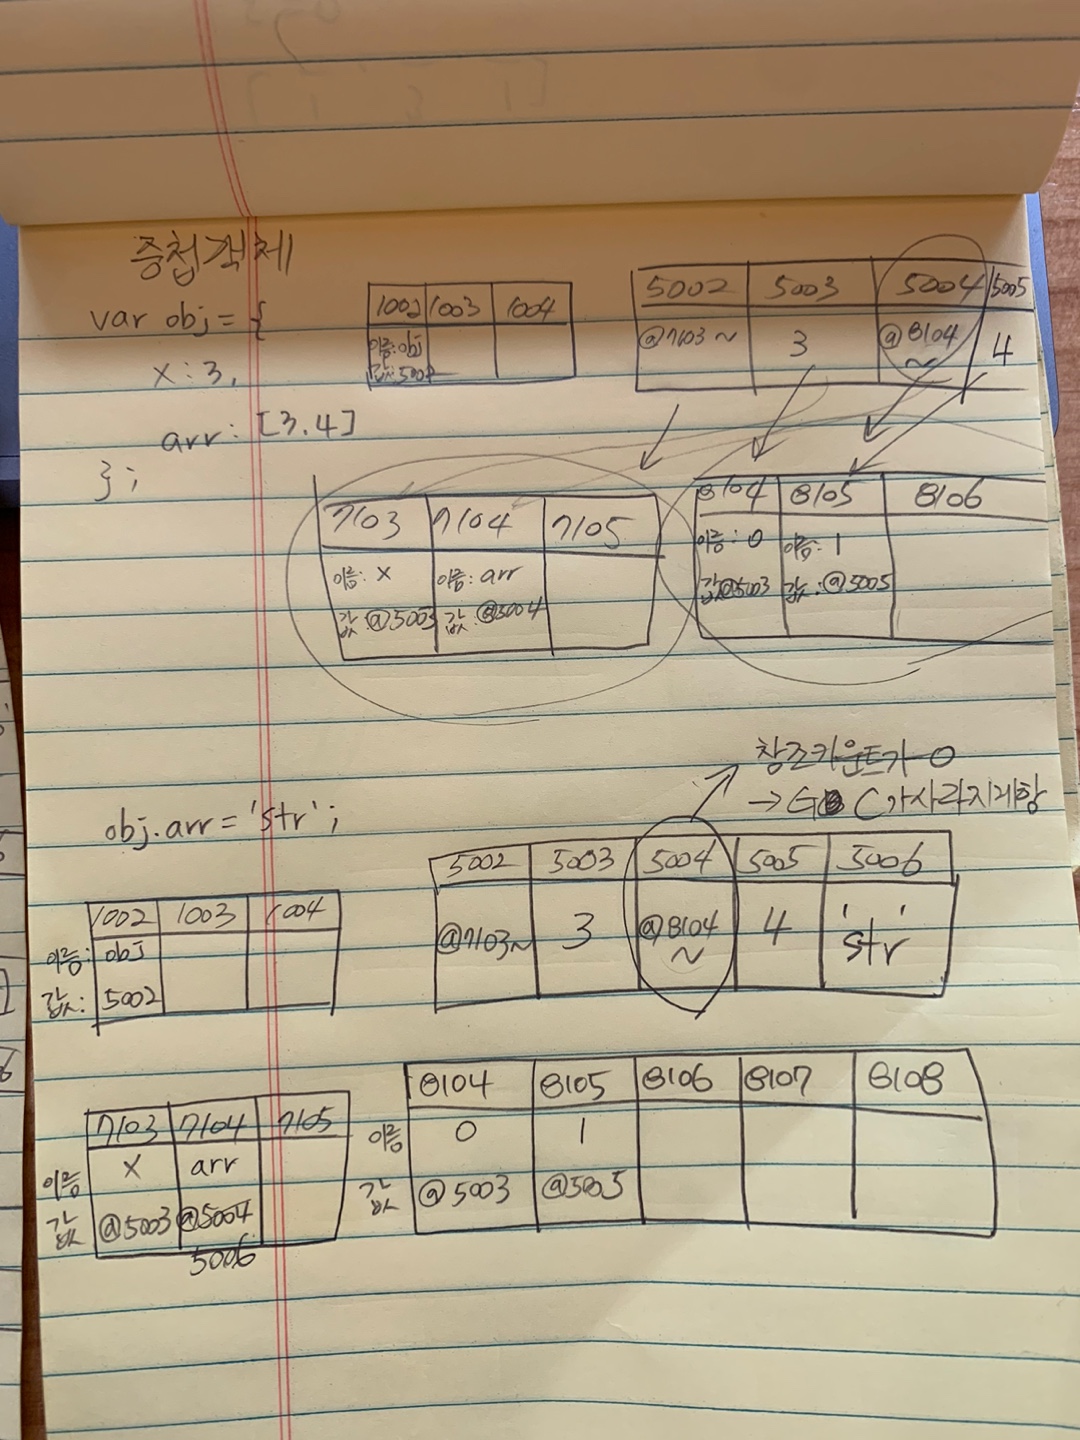 중첩객체
var obj = {
x : 3,
arr : [3.4]
};
1002 1003 1004
이름:obj
값:5002
5002 5003 5004 5005
@7103~ 3 @8104 ~ 4
7103 7104 7105
이름: x 이름: arr
값:@5003 값:@5004
8104 8105 8106
이름: 0 이름: 1
값@5003 값:@5005
obj.arr = 'str';
참조카운트가 0
→ G C가사라지게함
1002 1003 1004
이름: obj
값: 5002
5002 5003 5004 5005 5006
@7103~ 3 @8104 ~ 4 'str'
7103 7104 7105
이름 x arr
값 @5003 @5004
5006
8104 8105 8106 8107 8108
이름 0 1
값 @5003 @5005